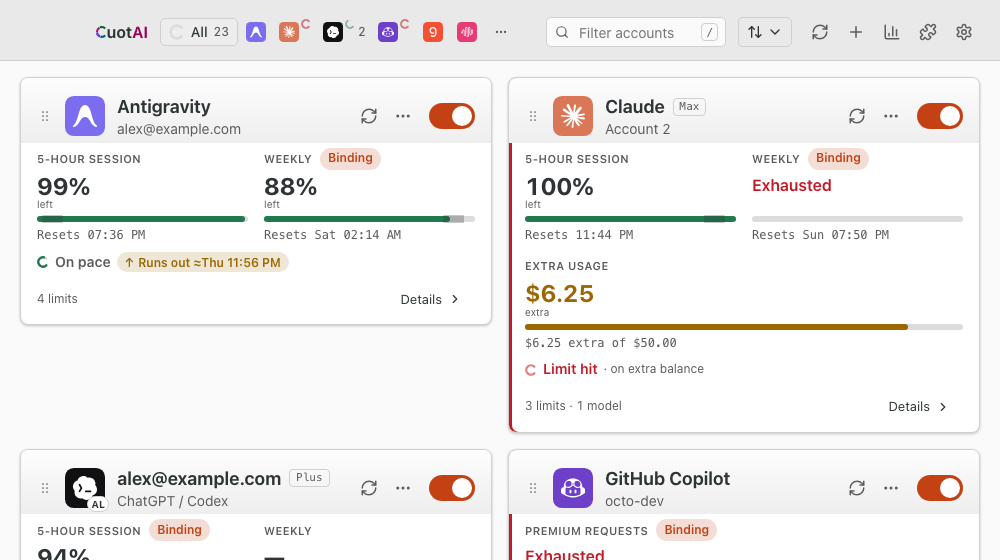 CuotAI
All 23
2
9
Filter accounts
/
Antigravity
alex@example.com
5-HOUR SESSION
99%
left
Resets 07:36 PM
WEEKLY Binding
88%
left
Resets Sat 02:14 AM
On pace ↑ Runs out ≈Thu 11:56 PM
4 limits
Details
Claude Max
Account 2
5-HOUR SESSION
100%
left
Resets 11:44 PM
WEEKLY Binding
Exhausted
Resets Sun 07:50 PM
EXTRA USAGE
$6.25
extra
$6.25 extra of $50.00
Limit hit · on extra balance
3 limits · 1 model
Details
alex@example.com Plus
AL
ChatGPT / Codex
5-HOUR SESSION Binding
94%
WEEKLY
—
GitHub Copilot
octo-dev
PREMIUM REQUESTS Binding
Exhausted